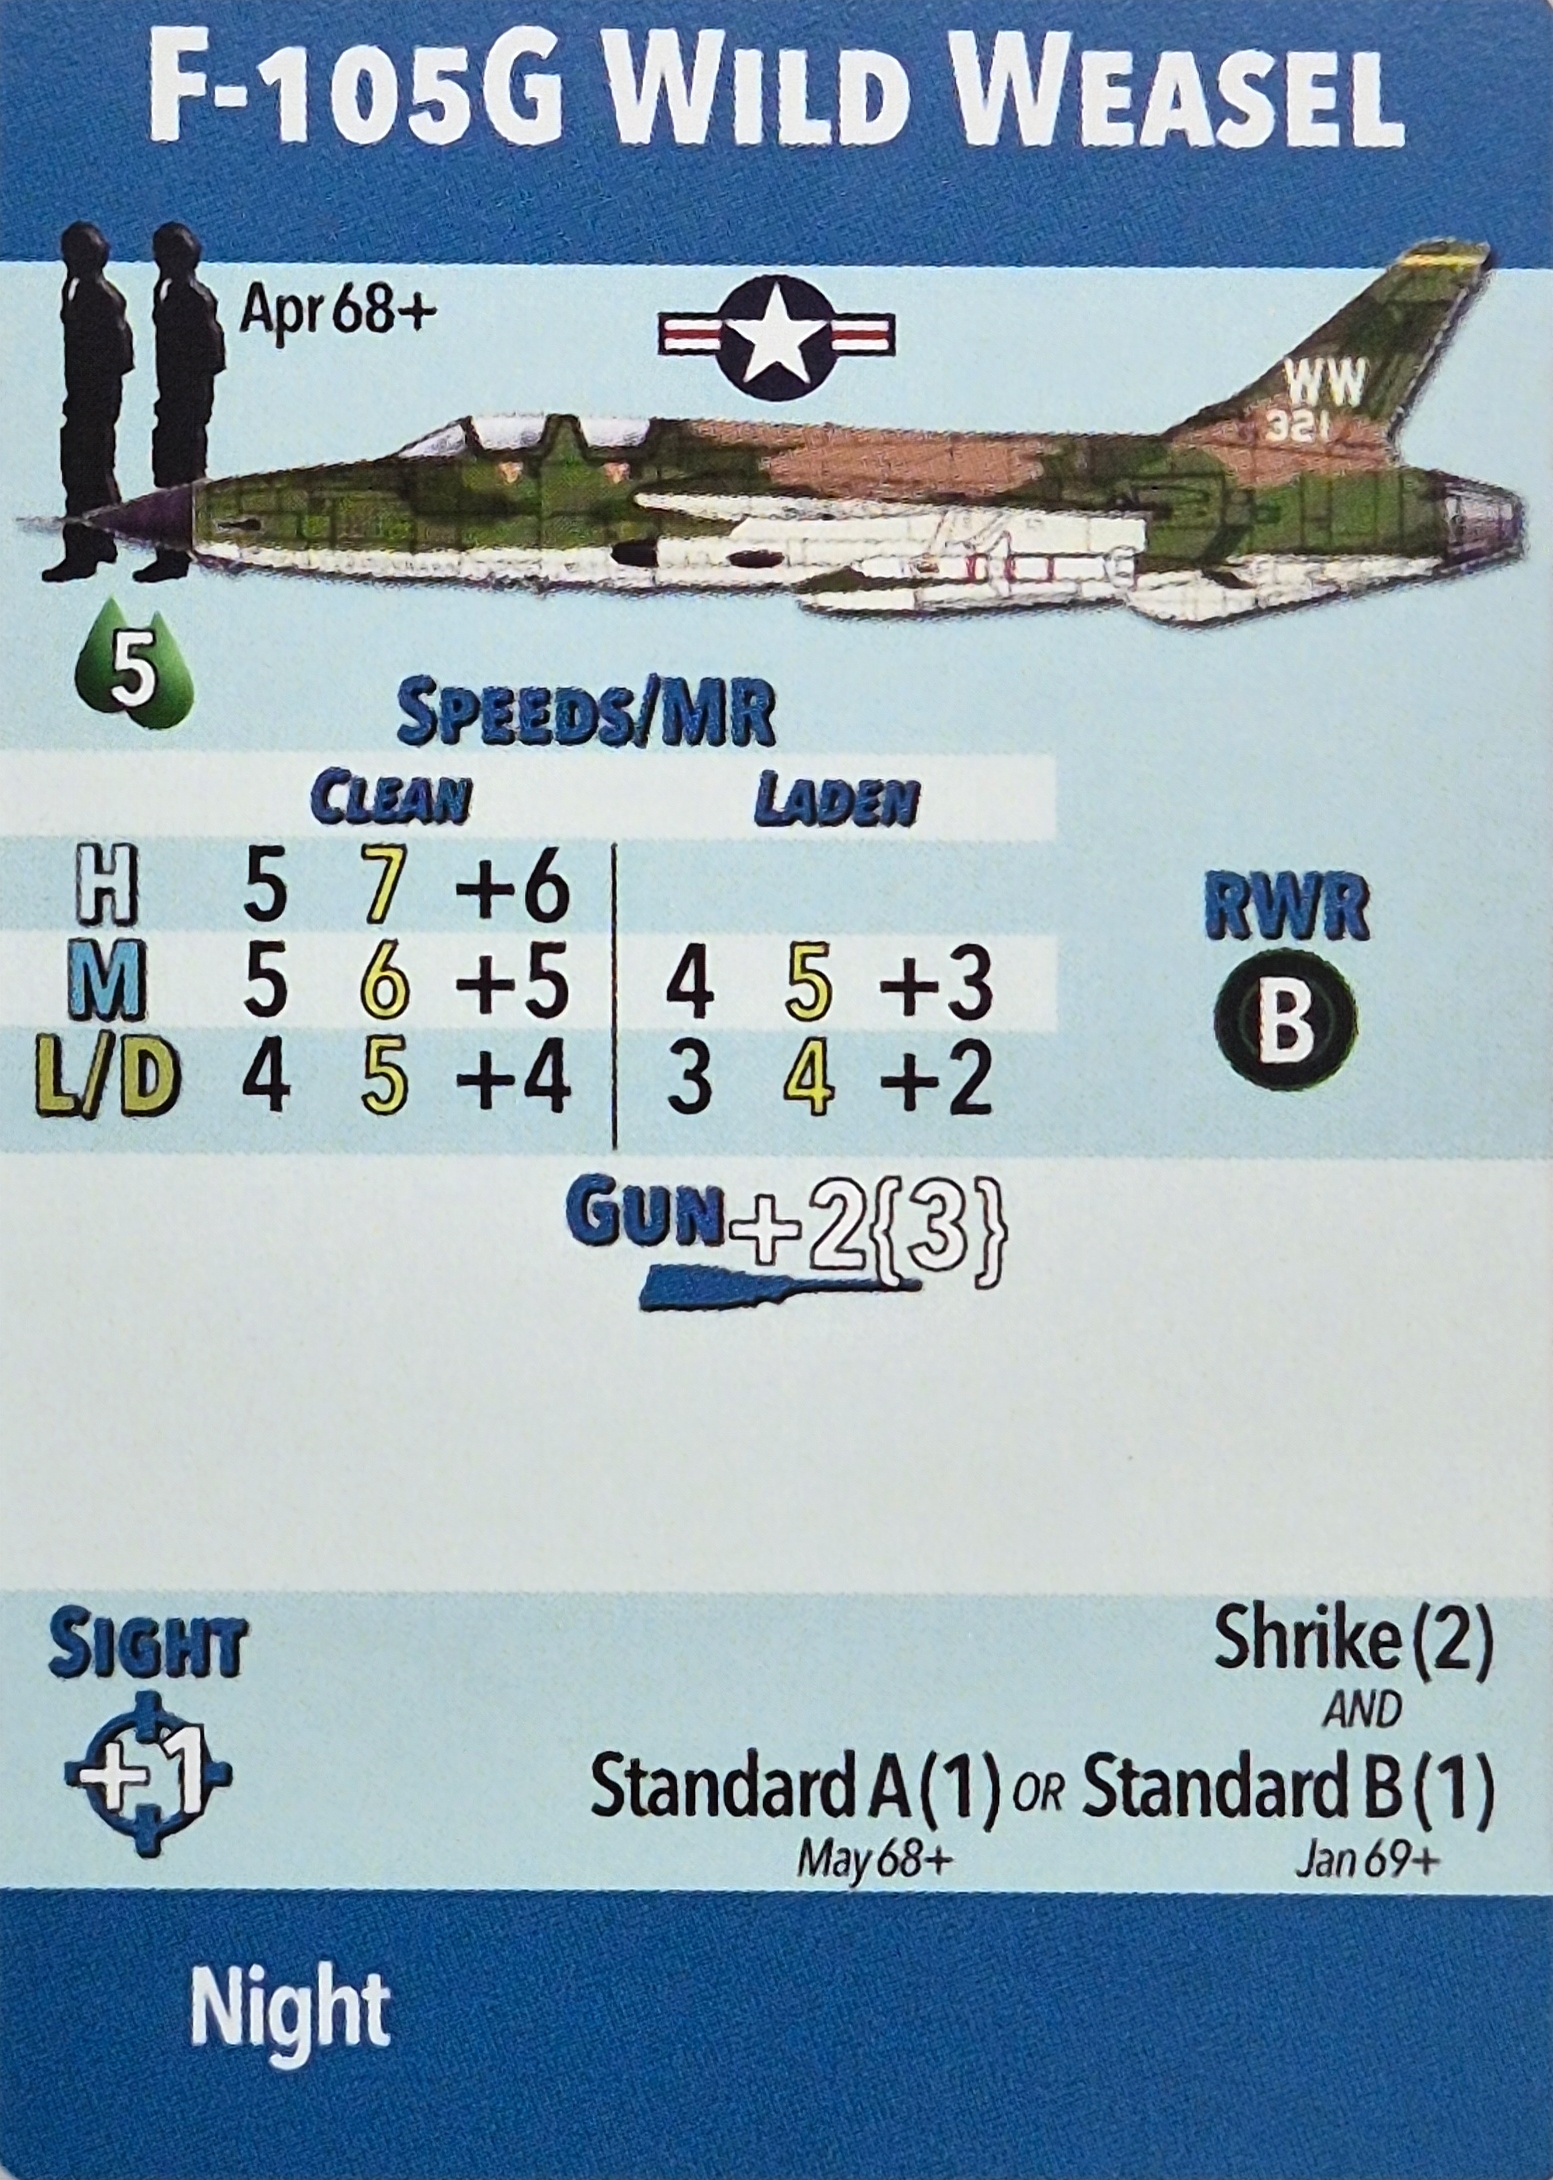 F-105G WILD WEASEL
Apr 68+
WW
321
5
SPEEDS/MR
CLEAN LADEN
H 5 7 +6
M 5 6 +5 4 5 +3
L/D 4 5 +4 3 4 +2
RWR
B
GUN +2{3}
SIGHT
+1
Shrike (2)
AND
Standard A (1) OR Standard B (1)
May 68+ Jan 69+
Night